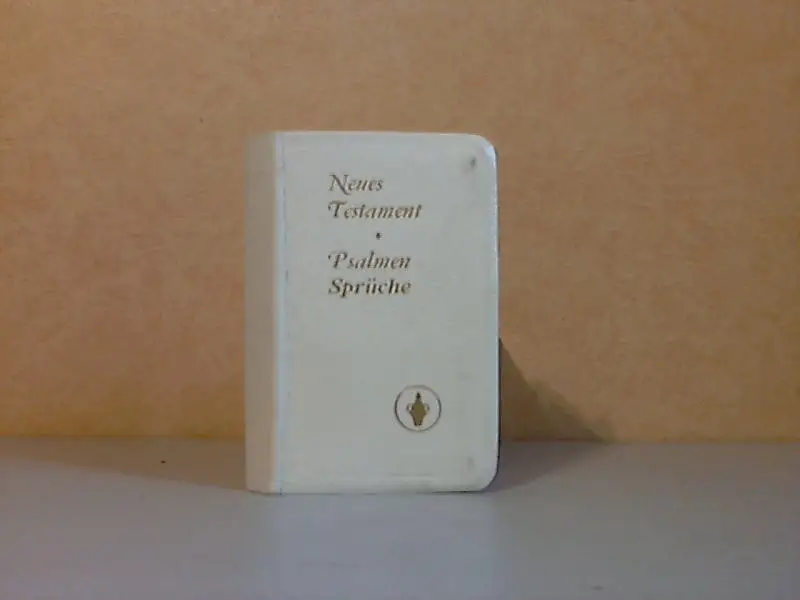 Neues
Testament
•
Psalmen
Sprüche